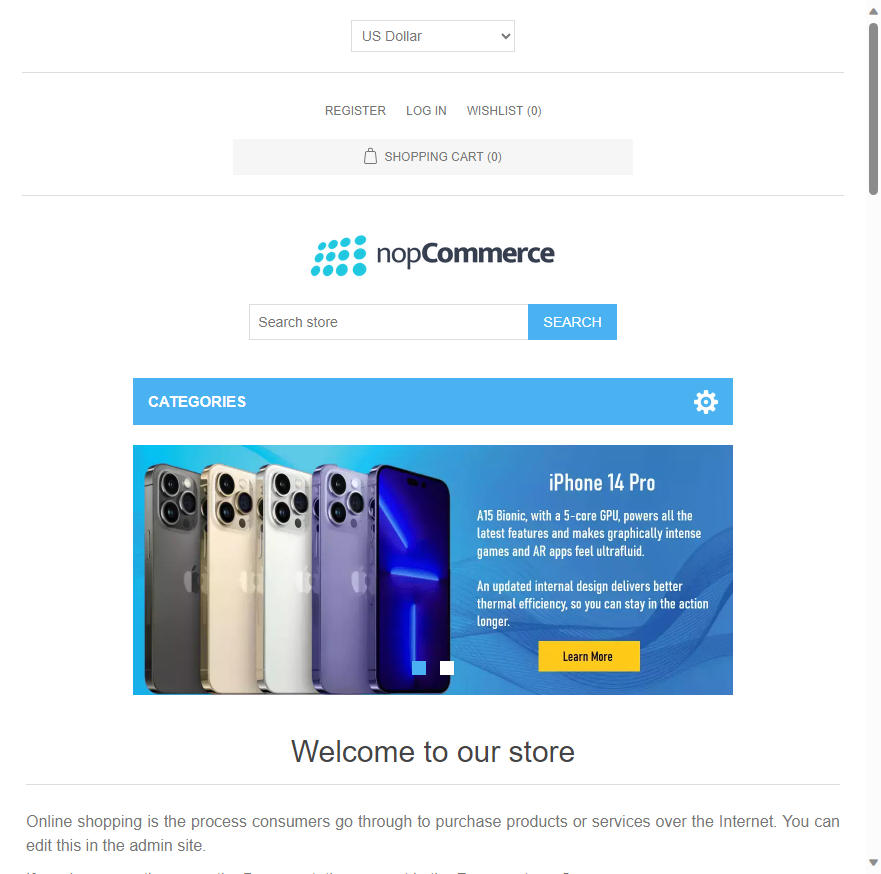 US Dollar
REGISTER
LOG IN
WISHLIST (0)
SHOPPING CART (0)
nopCommerce
Search store
SEARCH
CATEGORIES
iPhone 14 Pro
A15 Bionic, with a 5-core GPU, powers all the
latest features and makes graphically intense
games and AR apps feel ultrafluid.
An updated internal design delivers better
thermal efficiency, so you can stay in the action
longer.
Learn More
Welcome to our store
Online shopping is the process consumers go through to purchase products or services over the Internet. You can
edit this in the admin site.